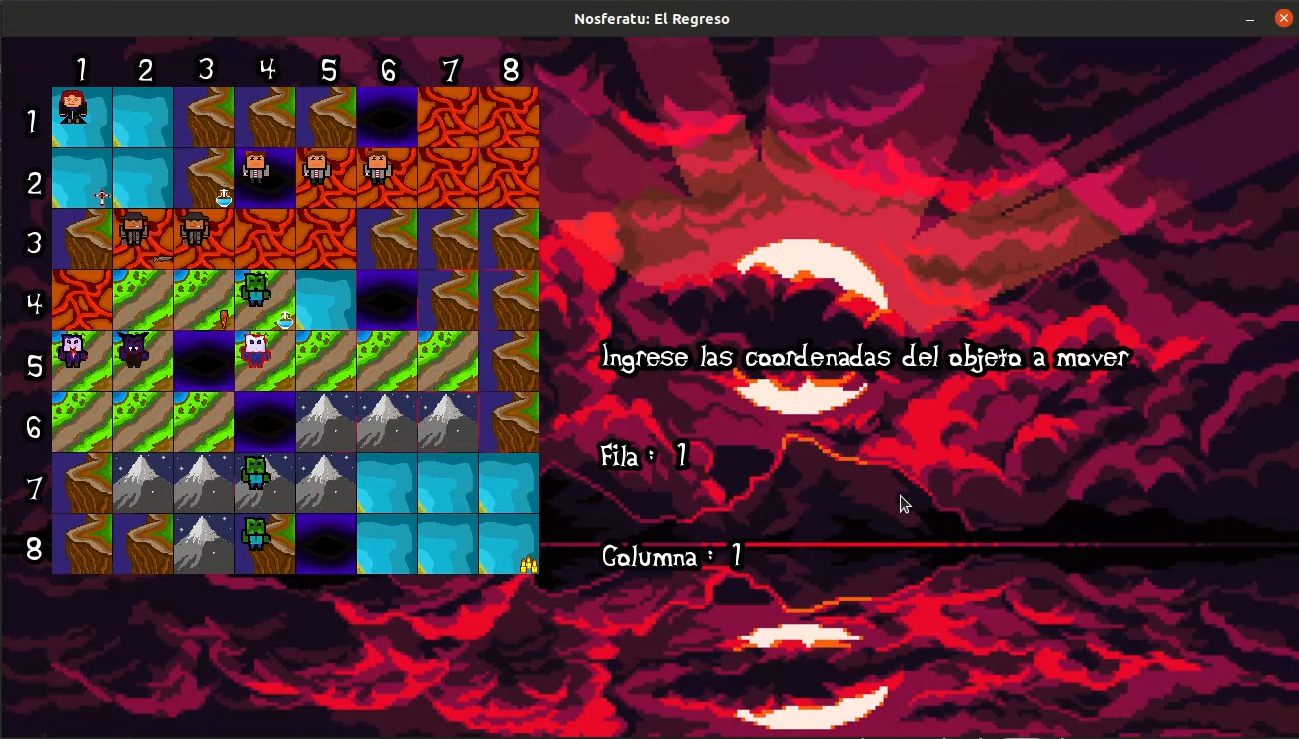 Nosferatu: El Regreso
1 2 3 4 5 6 7 8
1
2
3
4
5
6
7
8
Ingrese las coordenadas del objeto a mover
Fila : 1
Columna : 1